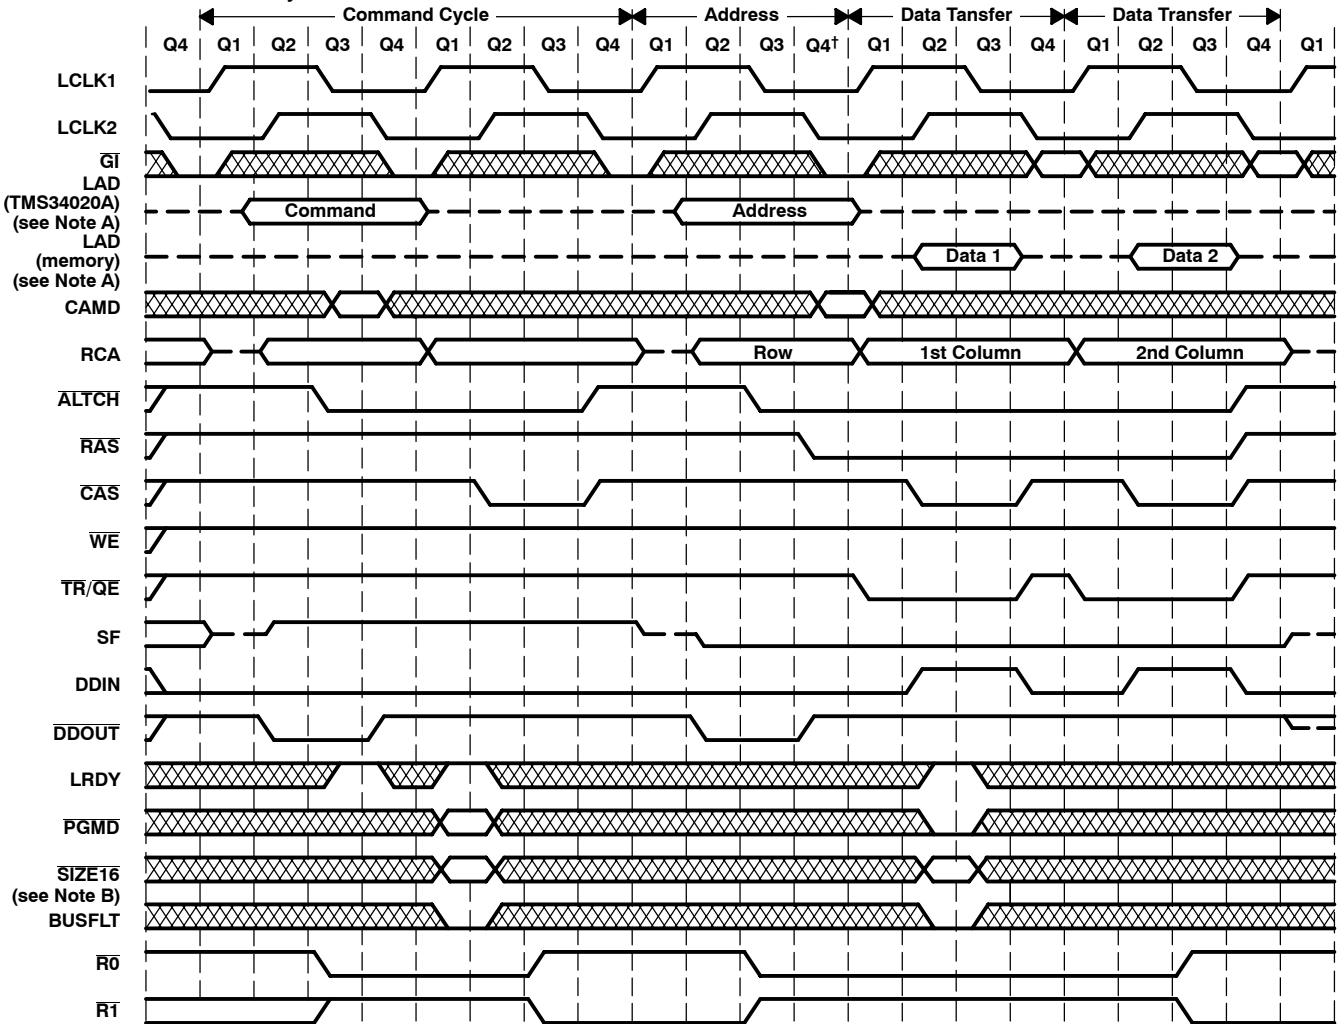 Command Cycle Address Data Tansfer Data Transfer
Q4 Q1 Q2 Q3 Q4 Q1 Q2 Q3 Q4 Q1 Q2 Q3 Q4† Q1 Q2 Q3 Q4 Q1 Q2 Q3 Q4 Q1
LCLK1
LCLK2
GI
LAD
(TMS34020A)
(see Note A)
Command Address
LAD
(memory)
(see Note A)
Data 1 Data 2
CAMD
RCA Row 1st Column 2nd Column
ALTCH
RAS
CAS
WE
TR/QE
SF
DDIN
DDOUT
LRDY
PGMD
SIZE16
(see Note B)
BUSFLT
R0
R1